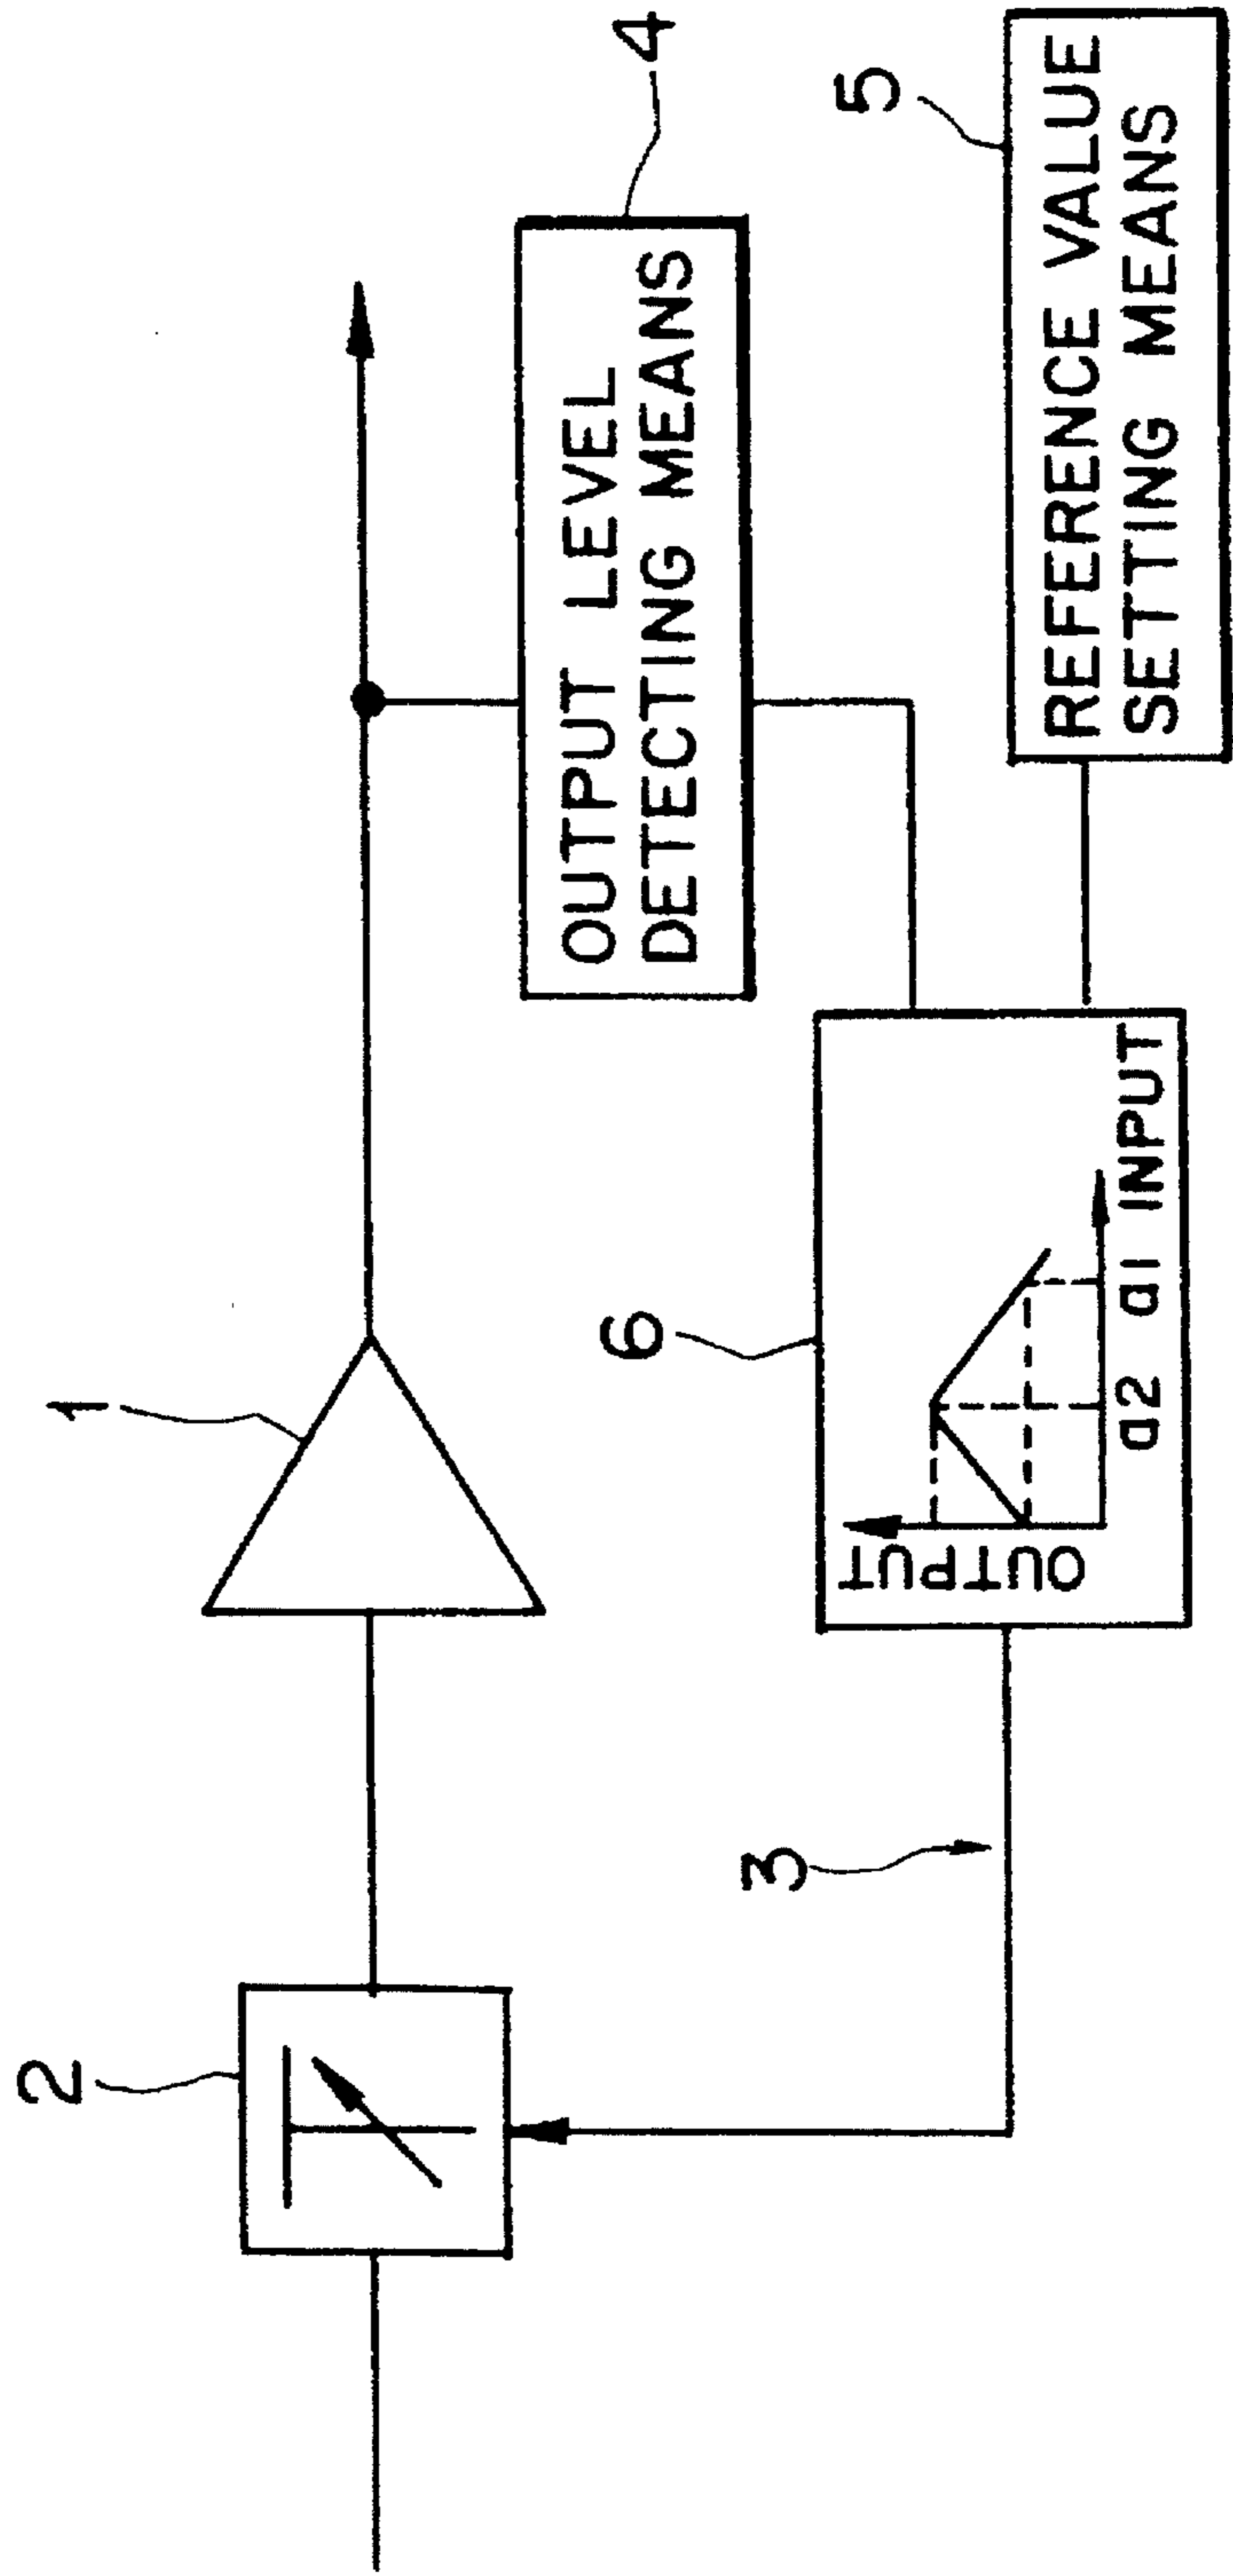 2
1
OUTPUT LEVEL
DETECTING MEANS
4
3
6
OUTPUT
a2 a1 INPUT
5
REFERENCE VALUE
SETTING MEANS